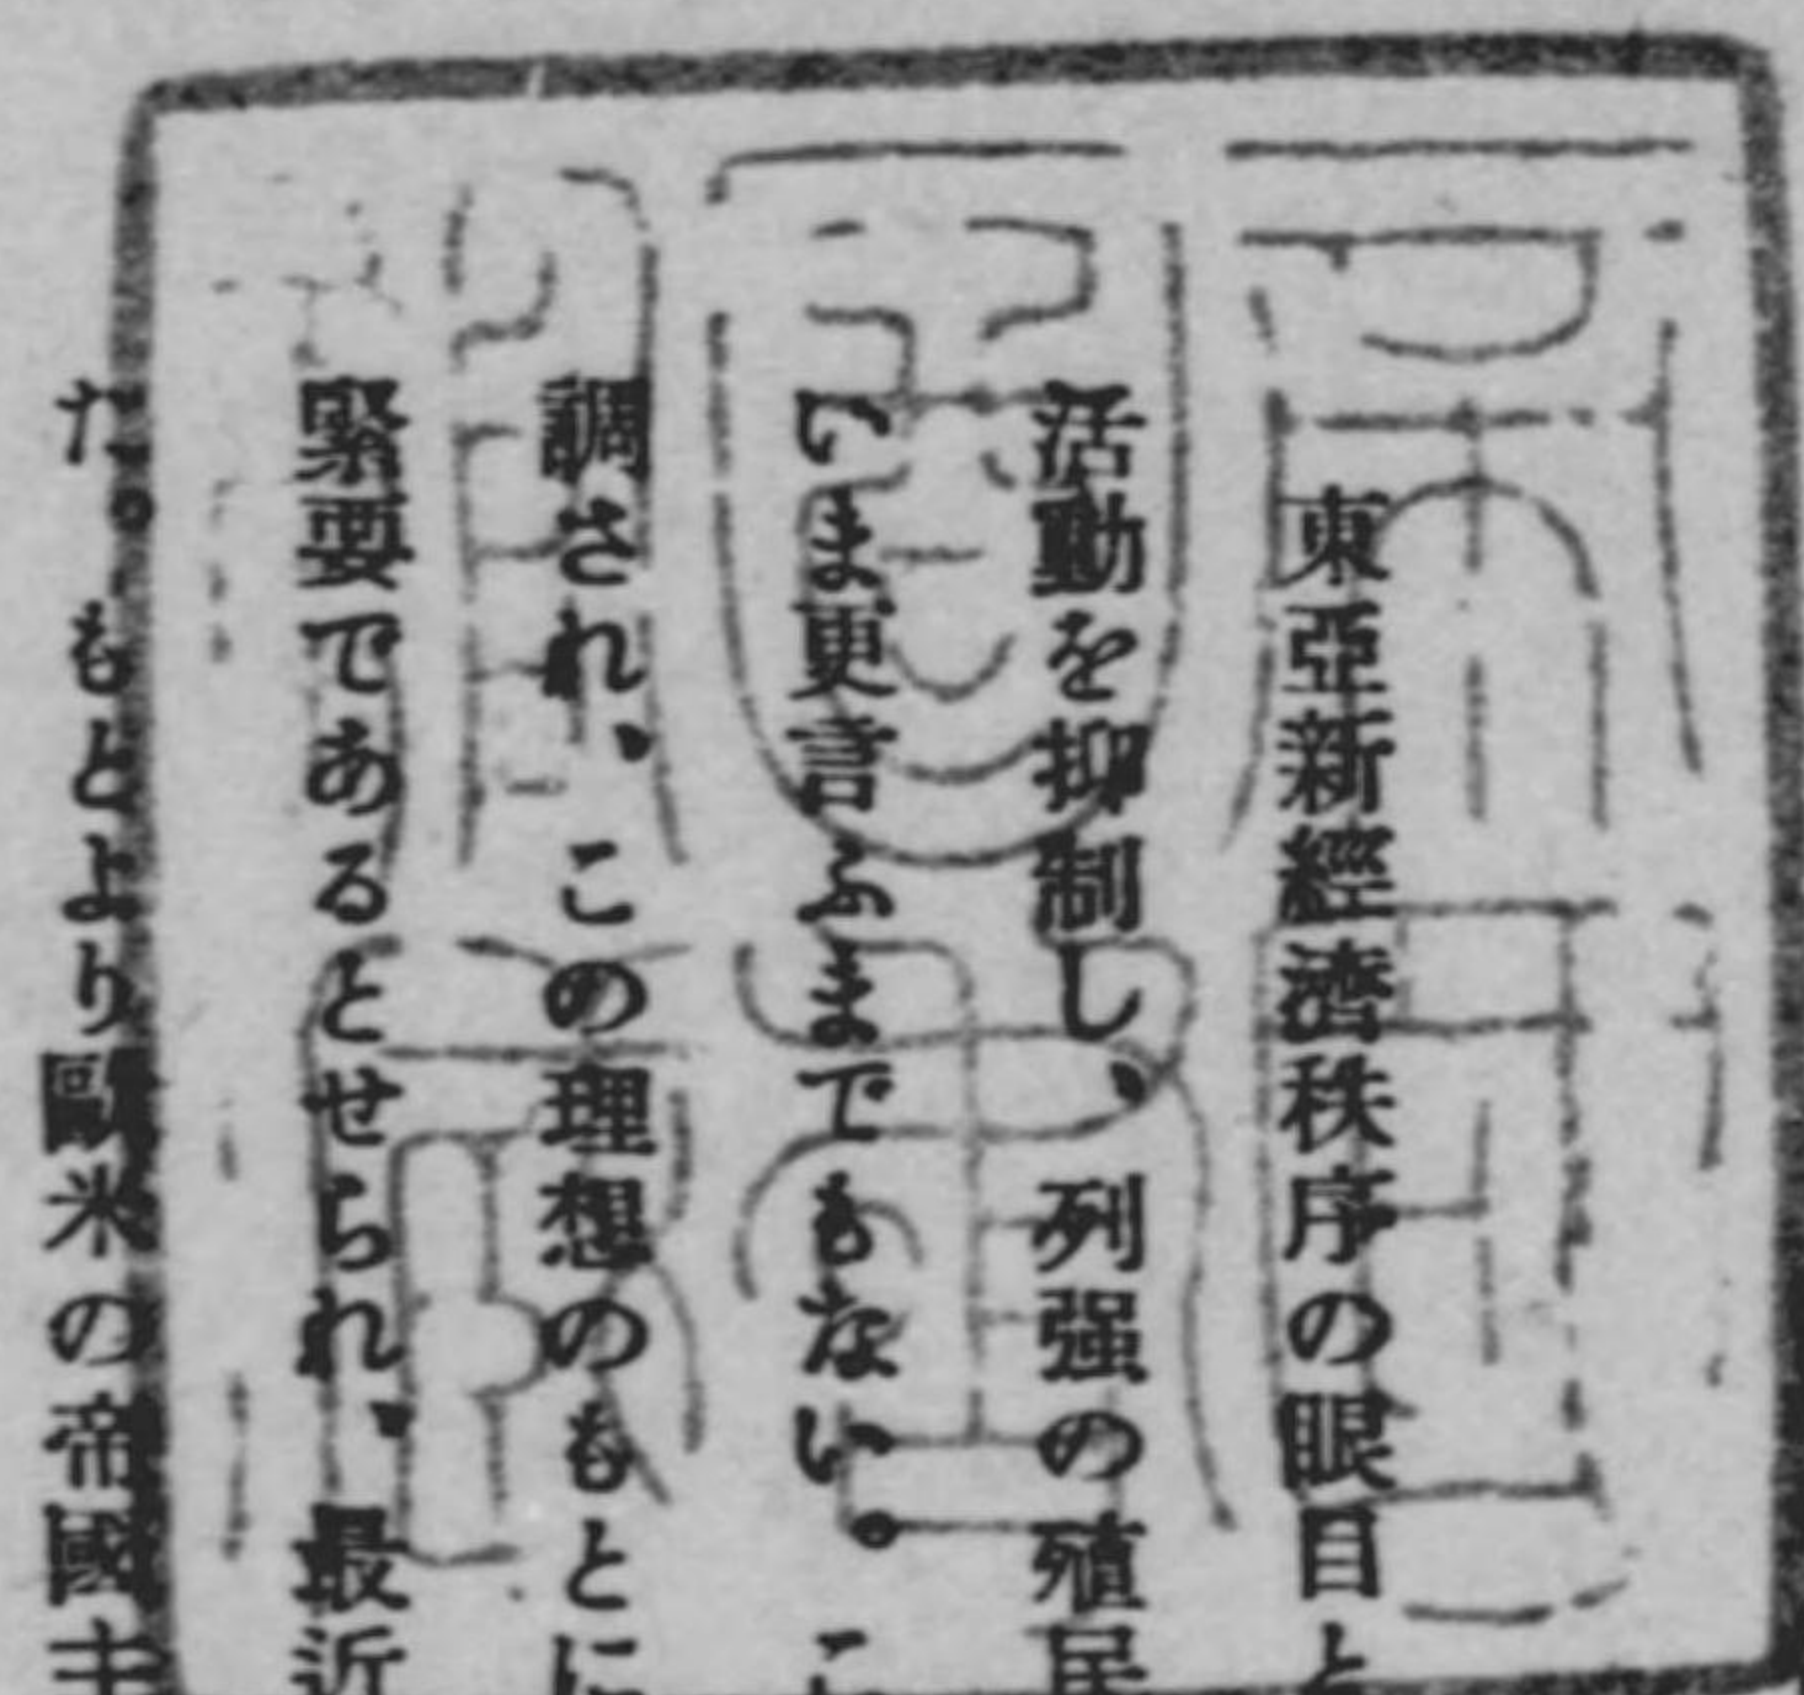 東亞新經濟秩序の眼目と
活動を抑制し、列强の殖民
いま更言ふまでもない。こ
調され、この理想のもとに
緊要であるとせられ、最近
た。もとより歐米の帝國主